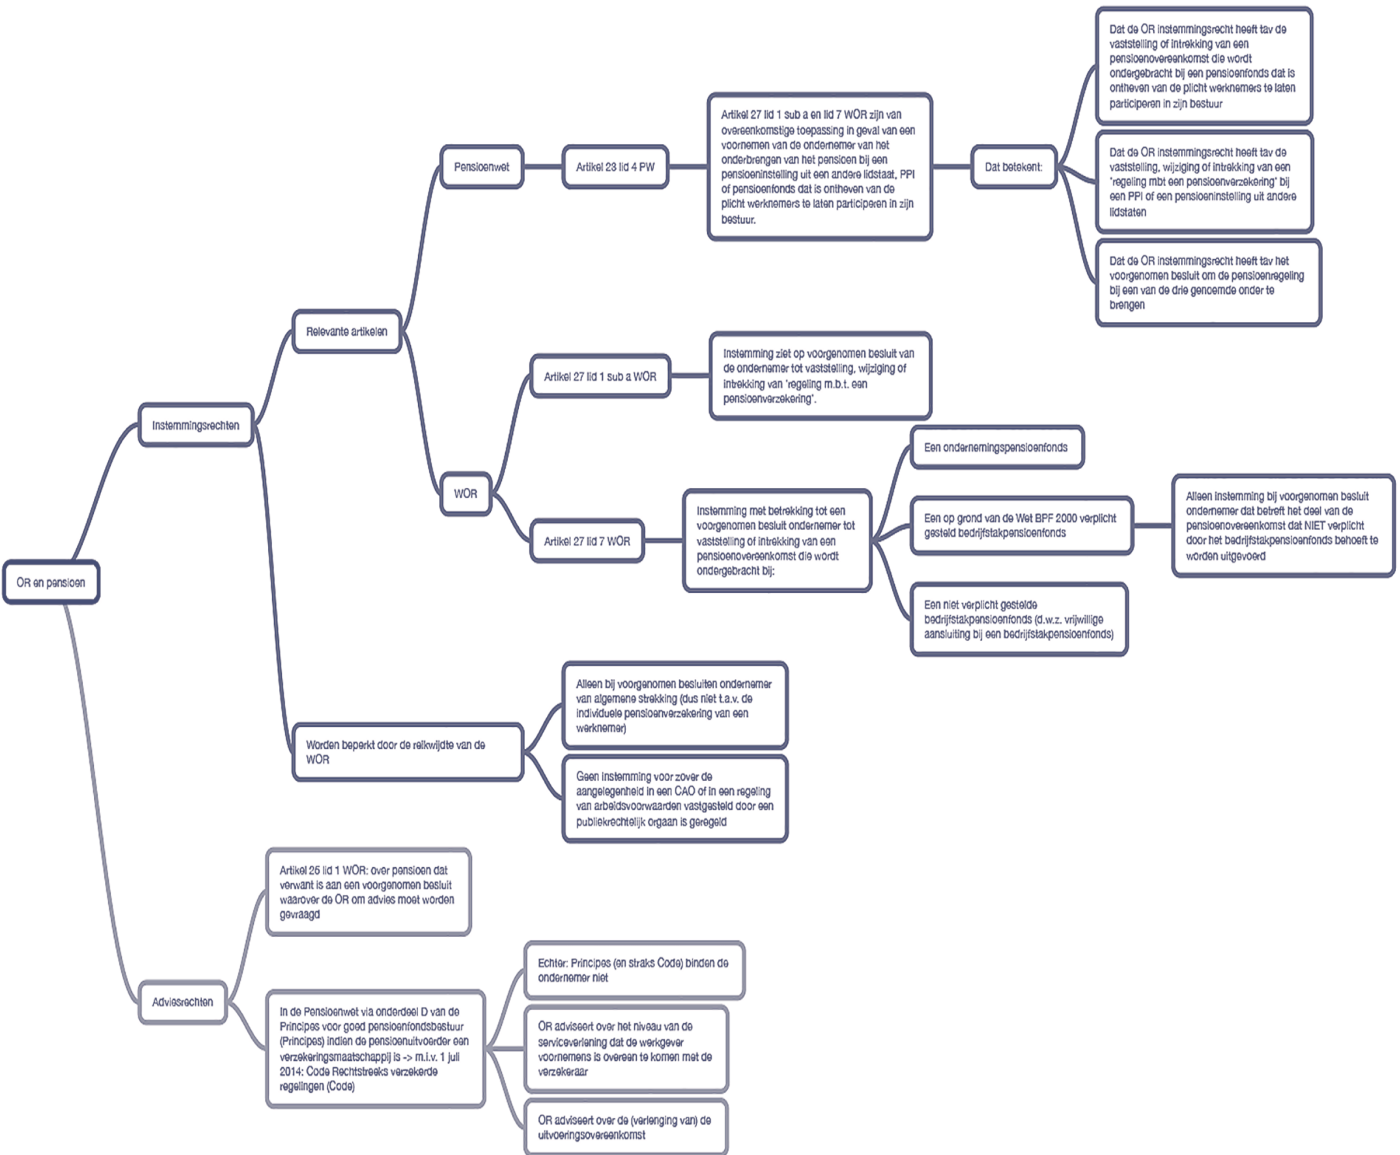 OR en pensioen
Instemmingsrechten
Relevante artikelen
Pensioenwet
Artikel 23 lid 4 PW
Artikel 27 lid 1 sub a en lid 7 WOR zijn van
overeenkomstige toepassing in geval van een
voornemen van de ondernemer van het
onderbrengen van het pensioen bij een
pensioeninstelling uit een andere lidstaat, PPI
of pensioenfonds dat is ontheven van de
plicht werknemers te laten participeren in zijn
bestuur.
Dat betekent:
Dat de OR instemmingsrecht heeft tav de
vaststelling of intrekking van een
pensioenovereenkomst die wordt
ondergebracht bij een pensioenfonds dat is
ontheven van de plicht werknemers te laten
participeren in zijn bestuur
Dat de OR instemmingsrecht heeft tav de
vaststelling, wijziging of intrekking van een
'regeling mbt een pensioenverzekering' bij
een PPI of een pensioeninstelling uit andere
lidstaten
Dat de OR instemmingsrecht heeft tav het
voorgenomen besluit om de pensioenregeling
bij een van de drie genoemde onder te
brengen
WOR
Artikel 27 lid 1 sub a WOR
Instemming ziet op voorgenomen besluit van
de ondernemer tot vaststelling, wijziging of
intrekking van 'regeling m.b.t. een
pensioenverzekering'.
Artikel 27 lid 7 WOR
Instemming met betrekking tot een
voorgenomen besluit ondernemer tot
vaststelling of intrekking van een
pensioenovereenkomst die wordt
ondergebracht bij:
Een ondernemingspensioenfonds
Een op grond van de Wet BPF 2000 verplicht
gesteld bedrijfstakpensioenfonds
Alleen instemming bij voorgenomen besluit
ondernemer dat betreft het deel van de
pensioenovereenkomst dat NIET verplicht
door het bedrijfstakpensioenfonds behoeft te
worden uitgevoerd
Een niet verplicht gestelde
bedrijfstakpensioenfonds (d.w.z. vrijwillige
aansluiting bij een bedrijfstakpensioenfonds)
Worden beperkt door de reikwijdte van de
WOR
Alleen bij voorgenomen besluiten ondernemer
van algemene strekking (dus niet t.a.v. de
individuele pensioenverzekering van een
werknemer)
Geen instemming voor zover de
aangelegenheid in een CAO of in een regeling
van arbeidsvoorwaarden vastgesteld door een
publiekrechtelijk orgaan is geregeld
Adviesrechten
Artikel 25 lid 1 WOR: over pensioen dat
verwant is aan een voorgenomen besluit
waarover de OR om advies moet worden
gevraagd
In de Pensioenwet via onderdeel D van de
Principes voor goed pensioenfondsbestuur
(Principes) indien de pensioenuitvoerder een
verzekeringsmaatschappij is -> m.i.v. 1 juli
2014: Code Rechtstreeks verzekerde
regelingen (Code)
Echter: Principes (en straks Code) binden de
ondernemer niet
OR adviseert over het niveau van de
serviceverlening dat de werkgever
voornemens is overeen te komen met de
verzekeraar
OR adviseert over de (verlenging van) de
uitvoeringsovereenkomst